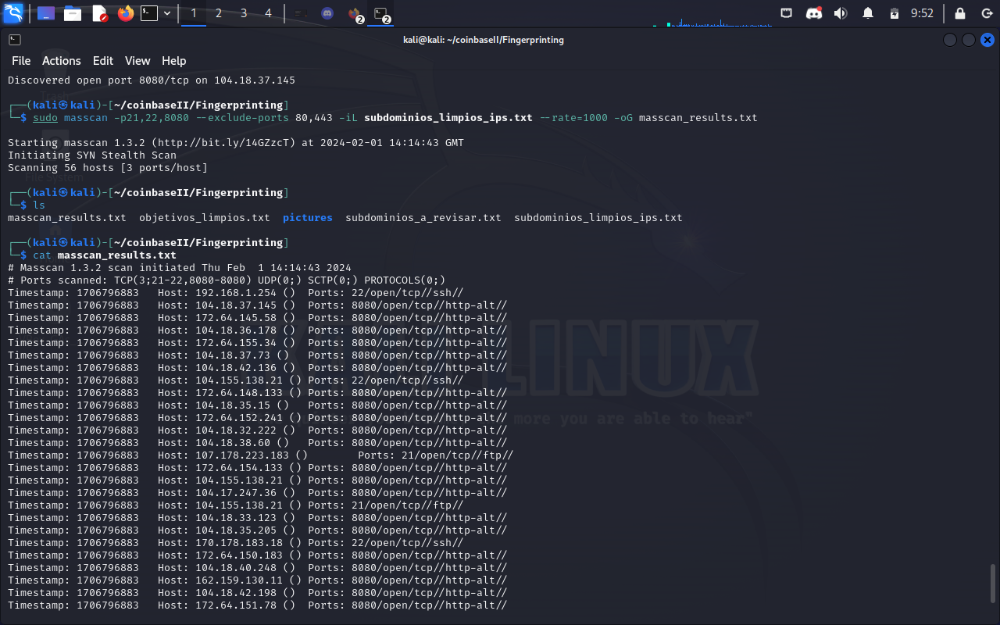 1 2 3 4 2 2 9:52
kali@kali: ~/coinbaseII/Fingerprinting
File Actions Edit View Help
Discovered open port 8080/tcp on 104.18.37.145
┌──(kali㉿kali)-[~/coinbaseII/Fingerprinting]
└─$ sudo masscan -p21,22,8080 --exclude-ports 80,443 -iL subdominios_limpios_ips.txt --rate=1000 -oG masscan_results.txt
Starting masscan 1.3.2 (http://bit.ly/14GZzcT) at 2024-02-01 14:14:43 GMT
Initiating SYN Stealth Scan
Scanning 56 hosts [3 ports/host]
┌──(kali㉿kali)-[~/coinbaseII/Fingerprinting]
└─$ ls
masscan_results.txt objetivos_limpios.txt pictures subdominios_a_revisar.txt subdominios_limpios_ips.txt
┌──(kali㉿kali)-[~/coinbaseII/Fingerprinting]
└─$ cat masscan_results.txt
# Masscan 1.3.2 scan initiated Thu Feb  1 14:14:43 2024
# Ports scanned: TCP(3;21-22,8080-8080) UDP(0;) SCTP(0;) PROTOCOLS(0;)
Timestamp: 1706796883 Host: 192.168.1.254 () Ports: 22/open/tcp//ssh//
Timestamp: 1706796883 Host: 104.18.37.145 () Ports: 8080/open/tcp//http-alt//
Timestamp: 1706796883 Host: 172.64.145.58 () Ports: 8080/open/tcp//http-alt//
Timestamp: 1706796883 Host: 104.18.36.178 () Ports: 8080/open/tcp//http-alt//
Timestamp: 1706796883 Host: 172.64.155.34 () Ports: 8080/open/tcp//http-alt//
Timestamp: 1706796883 Host: 104.18.37.73 () Ports: 8080/open/tcp//http-alt//
Timestamp: 1706796883 Host: 104.18.42.136 () Ports: 8080/open/tcp//http-alt//
Timestamp: 1706796883 Host: 104.155.138.21 () Ports: 22/open/tcp//ssh//
Timestamp: 1706796883 Host: 172.64.148.133 () Ports: 8080/open/tcp//http-alt//
Timestamp: 1706796883 Host: 104.18.35.15 () Ports: 8080/open/tcp//http-alt//
Timestamp: 1706796883 Host: 172.64.152.241 () Ports: 8080/open/tcp//http-alt//
Timestamp: 1706796883 Host: 104.18.32.222 () Ports: 8080/open/tcp//http-alt//
Timestamp: 1706796883 Host: 104.18.38.60 () Ports: 8080/open/tcp//http-alt//
Timestamp: 1706796883 Host: 107.178.223.183 () Ports: 21/open/tcp//ftp//
Timestamp: 1706796883 Host: 172.64.154.133 () Ports: 8080/open/tcp//http-alt//
Timestamp: 1706796883 Host: 104.155.138.21 () Ports: 8080/open/tcp//http-alt//
Timestamp: 1706796883 Host: 104.17.247.36 () Ports: 8080/open/tcp//http-alt//
Timestamp: 1706796883 Host: 104.155.138.21 () Ports: 21/open/tcp//ftp//
Timestamp: 1706796883 Host: 104.18.33.123 () Ports: 8080/open/tcp//http-alt//
Timestamp: 1706796883 Host: 104.18.35.205 () Ports: 8080/open/tcp//http-alt//
Timestamp: 1706796883 Host: 170.178.183.18 () Ports: 22/open/tcp//ssh//
Timestamp: 1706796883 Host: 172.64.150.183 () Ports: 8080/open/tcp//http-alt//
Timestamp: 1706796883 Host: 104.18.40.248 () Ports: 8080/open/tcp//http-alt//
Timestamp: 1706796883 Host: 162.159.130.11 () Ports: 8080/open/tcp//http-alt//
Timestamp: 1706796883 Host: 104.18.42.198 () Ports: 8080/open/tcp//http-alt//
Timestamp: 1706796883 Host: 172.64.151.78 () Ports: 8080/open/tcp//http-alt//
Trash
File System
LINUX
more you are able to hear"